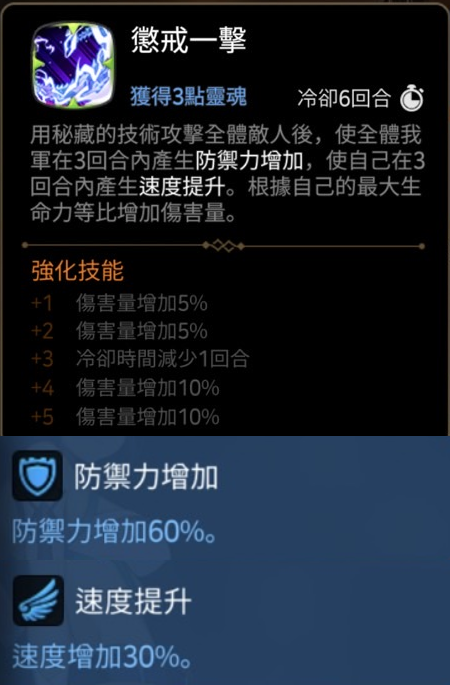 懲戒一擊
獲得3點靈魂 冷卻6回合
用秘藏的技術攻擊全體敵人後，使全體我
軍在3回合內產生防禦力增加，使自己在3
回合內產生速度提升。根據自己的最大生
命力等比增加傷害量。
強化技能
+1 傷害量增加5%
+2 傷害量增加5%
+3 冷卻時間減少1回合
+4 傷害量增加10%
+5 傷害量增加10%
防禦力增加
防禦力增加60%。
速度提升
速度增加30%。